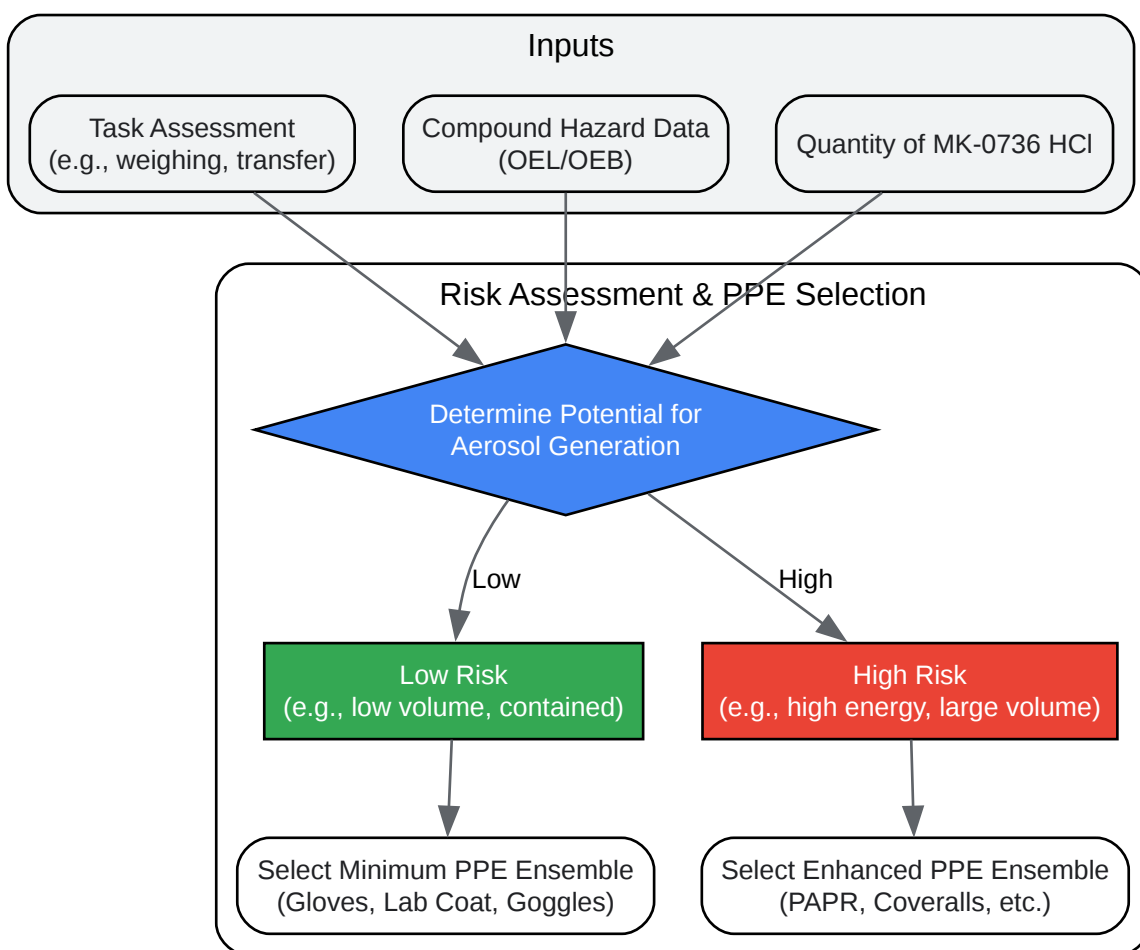 Inputs
Task Assessment
(e.g., weighing, transfer)
Compound Hazard Data
(OEL/OEB)
Quantity of MK-0736 HCl
Risk Assessment & PPE Selection
Determine Potential for
Aerosol Generation
Low
High
Low Risk
(e.g., low volume, contained)
High Risk
(e.g., high energy, large volume)
Select Minimum PPE Ensemble
(Gloves, Lab Coat, Goggles)
Select Enhanced PPE Ensemble
(PAPR, Coveralls, etc.)